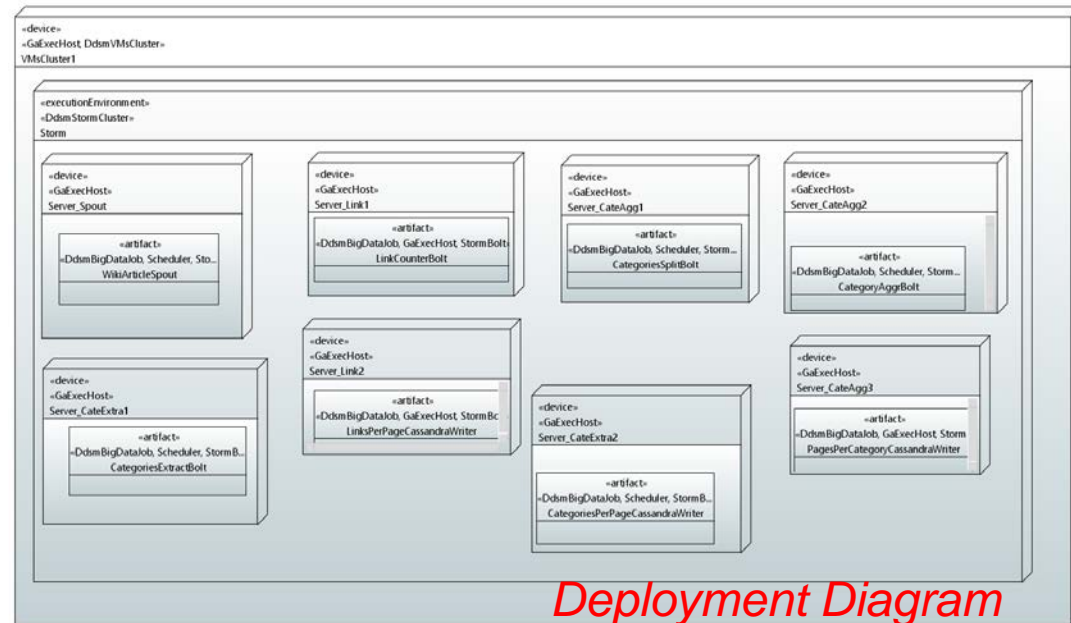 «device»
«GaExecHost, DdsmVMsCluster»
VMsCluster1
«executionEnvironment»
«DdsmStormCluster»
Storm
«device»
«GaExecHost»
Server_Spout
«artifact»
«DdsmBigDataJob, Scheduler, Sto...
WikiArticleSpout
«device»
«GaExecHost»
Server_Link1
«artifact»
«DdsmBigDataJob, GaExecHost, StormBolt»
LinkCounterBolt
«device»
«GaExecHost»
Server_CateAgg1
«artifact»
«DdsmBigDataJob, Scheduler, Storm...
CategoriesSplitBolt
«device»
«GaExecHost»
Server_CateAgg2
«artifact»
«DdsmBigDataJob, Scheduler, Storm...
CategoryAggrBolt
«device»
«GaExecHost»
Server_CateExtra1
«artifact»
«DdsmBigDataJob, Scheduler, StormB...
CategoriesExtractBolt
«device»
«GaExecHost»
Server_Link2
«artifact»
«DdsmBigDataJob, GaExecHost, StormBc
LinksPerPageCassandraWriter
«device»
«GaExecHost»
Server_CateExtra2
«artifact»
«DdsmBigDataJob, Scheduler, StormB...
CategoriesPerPageCassandraWriter
«device»
«GaExecHost»
Server_CateAgg3
«artifact»
«DdsmBigDataJob, GaExecHost, Storm
PagesPerCategoryCassandraWriter
Deployment Diagram